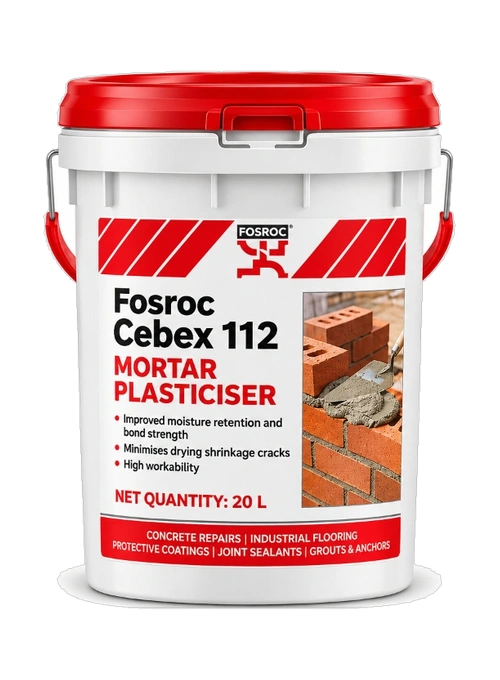 FOSROC®
Fosroc
Cebex 112
MORTAR
PLASTICISER
• Improved moisture retention and
bond strength
• Minimises drying shrinkage cracks
• High workability
NET QUANTITY: 20 L
CONCRETE REPAIRS | INDUSTRIAL FLOORING
PROTECTIVE COATINGS | JOINT SEALANTS | GROUTS & ANCHORS